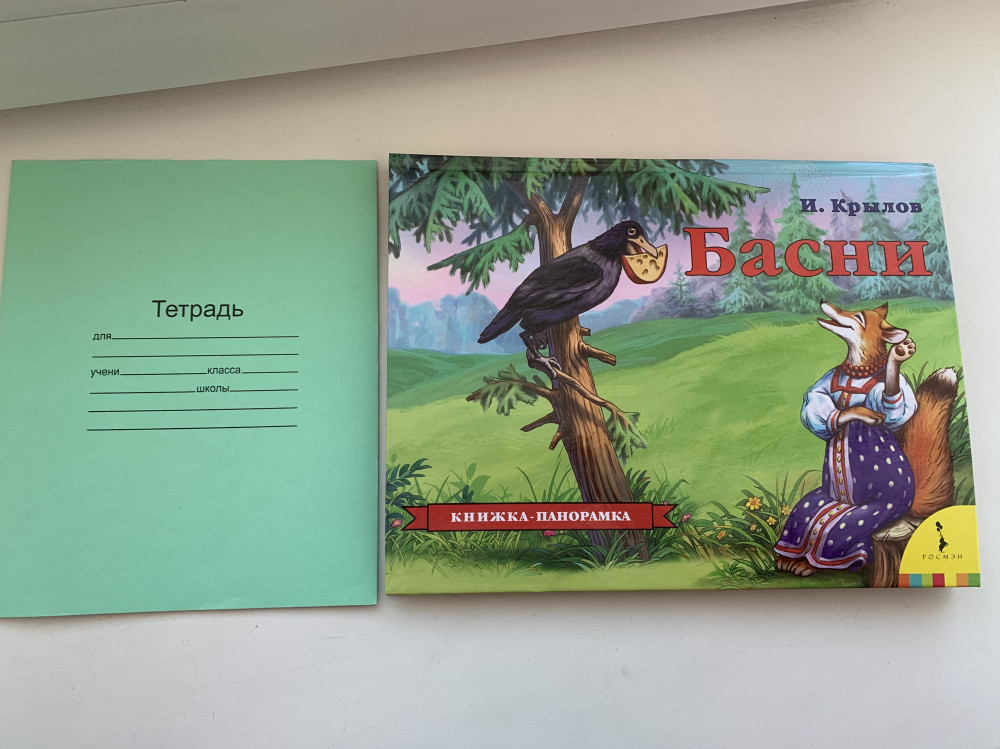 Тетрадь
для
учени класса
школы
И. Крылов
Басни
КНИЖКА-ПАНОРАМКА
РОСМЭН